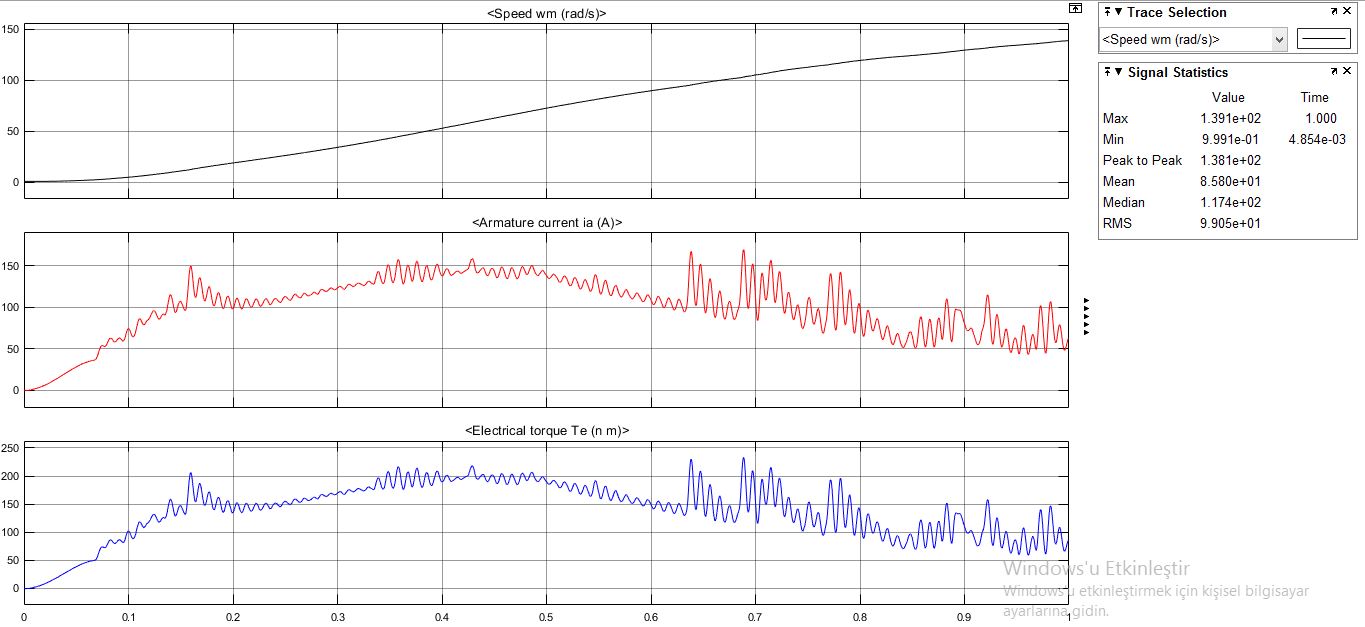 <Speed wm (rad/s)>
150
100
50
0
<Armature current ia (A)>
150
100
50
0
<Electrical torque Te (n m)>
250
200
150
100
50
0
0 0.1 0.2 0.3 0.4 0.5 0.6 0.7 0.8 0.9 1
Trace Selection
<Speed wm (rad/s)>
Signal Statistics
Value Time
Max 1.391e+02 1.000
Min 9.991e-01 4.854e-03
Peak to Peak 1.381e+02
Mean 8.580e+01
Median 1.174e+02
RMS 9.905e+01
Windows'u Etkinleştir
Windows'u etkinleştirmek için kişisel bilgisayar
ayarlarına gidin.